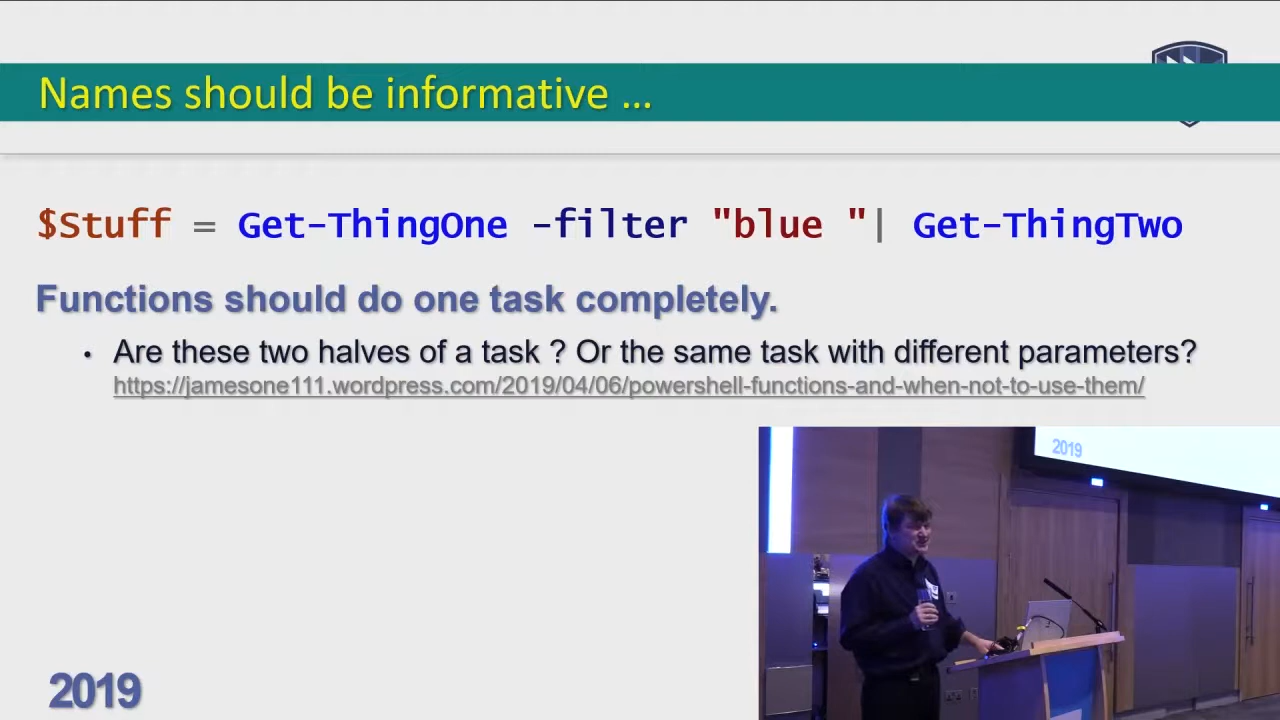 Names should be informative ...
$Stuff = Get-ThingOne -filter "blue "| Get-ThingTwo
Functions should do one task completely.
• Are these two halves of a task ? Or the same task with different parameters?
https://jamesone111.wordpress.com/2019/04/06/powershell-functions-and-when-not-to-use-them/
2019
2019